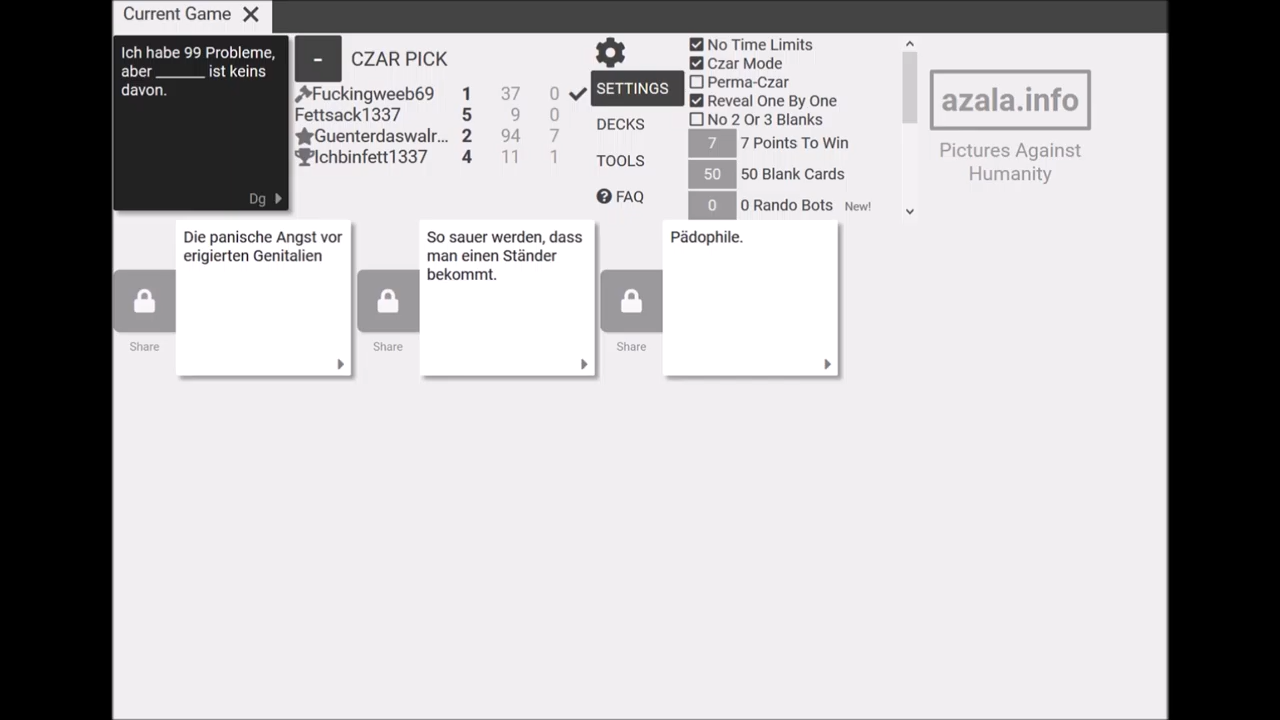 Current Game
Ich habe 99 Probleme,
aber ______ ist keins
davon.
Dg
-
CZAR PICK
Fuckingweeb69 1 37 0
Fettsack1337 5 9 0
Guenterdaswalr... 2 94 7
Ichbinfett1337 4 11 1
SETTINGS
DECKS
TOOLS
FAQ
No Time Limits
Czar Mode
Perma-Czar
Reveal One By One
No 2 Or 3 Blanks
7 7 Points To Win
50 50 Blank Cards
0 0 Rando Bots New!
azala.info
Pictures Against
Humanity
Share
Die panische Angst vor
erigierten Genitalien
Share
So sauer werden, dass
man einen Ständer
bekommt.
Share
Pädophile.